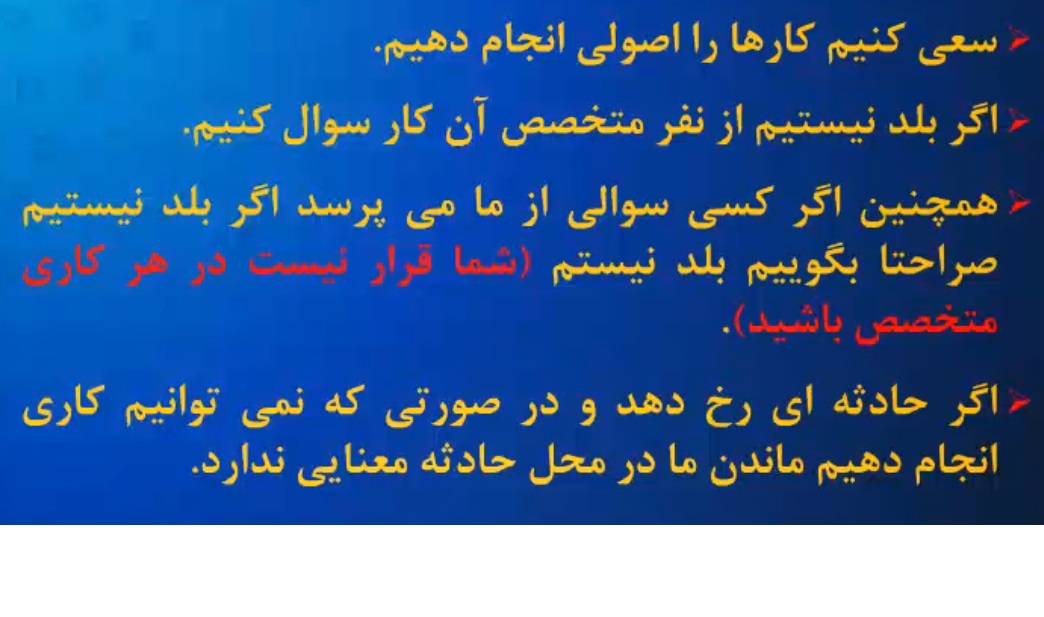 سعی کنیم کارها را اصولی انجام دهیم.
اگر بلد نیستیم از نفر متخصص آن کار سوال کنیم.
همچنین اگر کسی سوالی از ما می پرسد اگر بلد نیستیم
صراحتا بگوییم بلد نیستم (شما قرار نیست در هر کاری
متخصص باشید).
اگر حادثه ای رخ دهد و در صورتی که نمی توانیم کاری
انجام دهیم ماندن ما در محل حادثه معنایی ندارد.